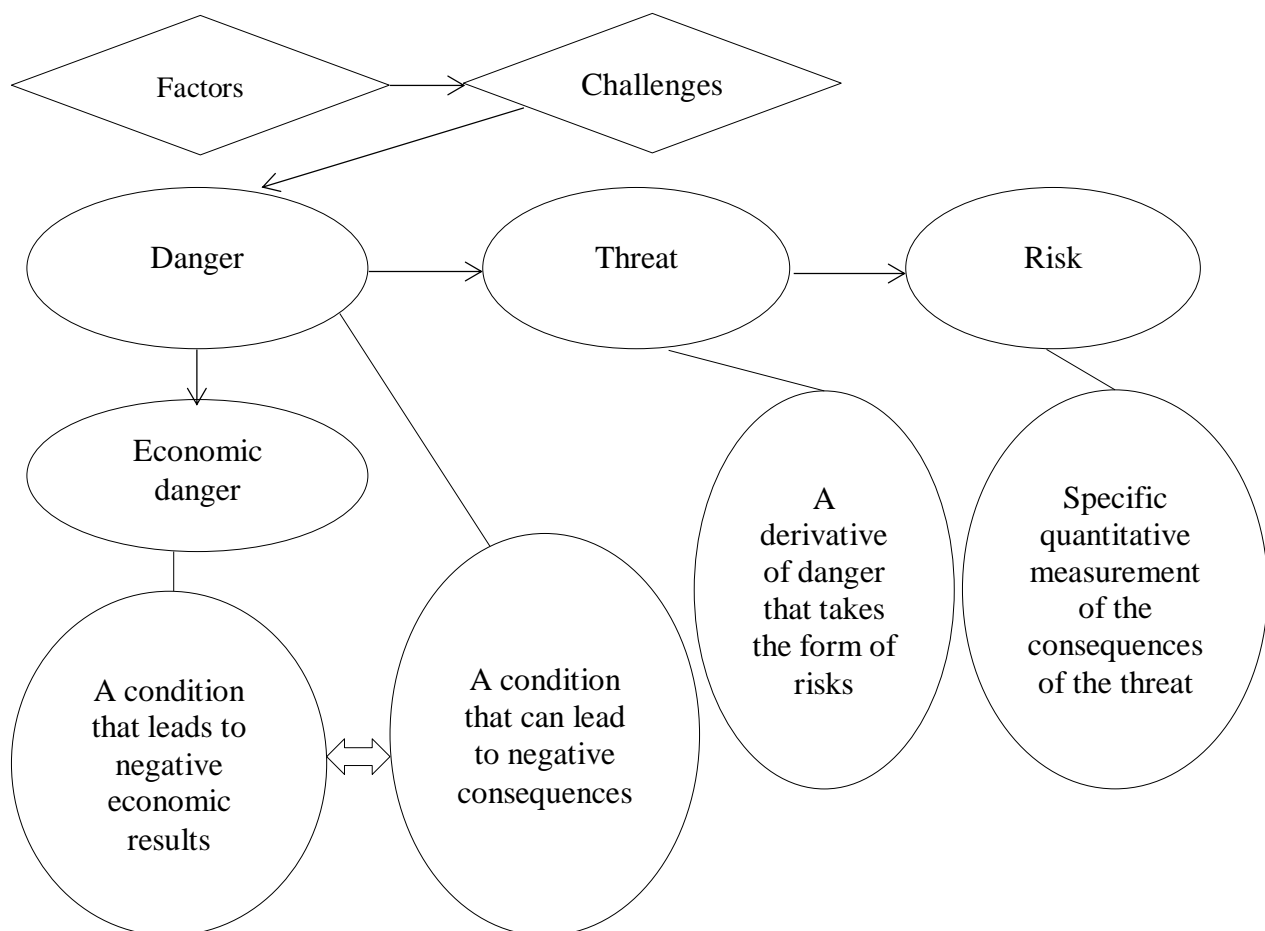 Factors
Challenges
Danger
Threat
Risk
Economic
danger
A condition
that leads to
negative
economic
results
A condition
that can lead
to negative
consequences
A
derivative
of danger
that takes
the form of
risks
Specific
quantitative
measurement
of the
consequences
of the threat